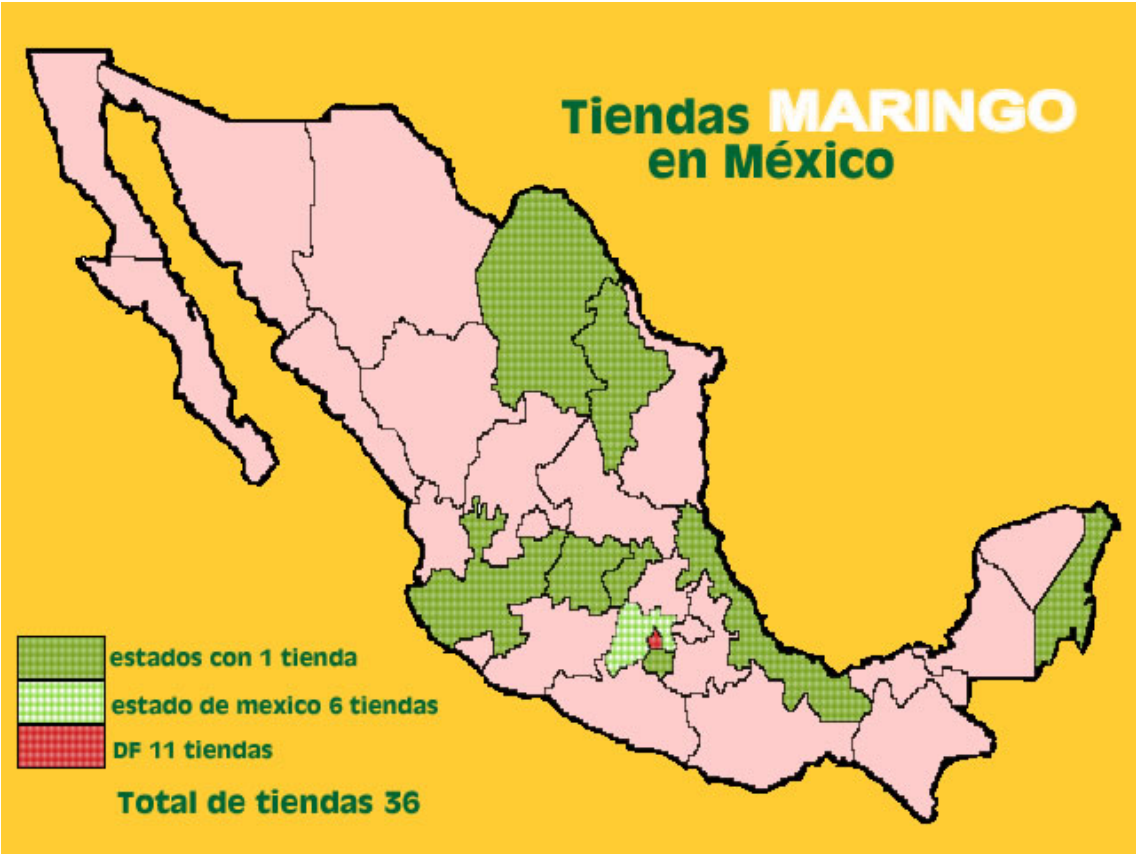 Tiendas MARINGO
en México
estados con 1 tienda
estado de mexico 6 tiendas
DF 11 tiendas
Total de tiendas 36